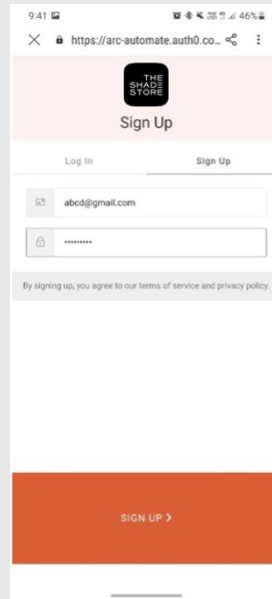 9:41 46%
https://arc-automate.auth0.co...
THE
SHADE
STORE
Sign Up
Log In Sign Up
abcd@gmail.com
•••••••••
By signing up, you agree to our terms of service and privacy policy.
SIGN UP >